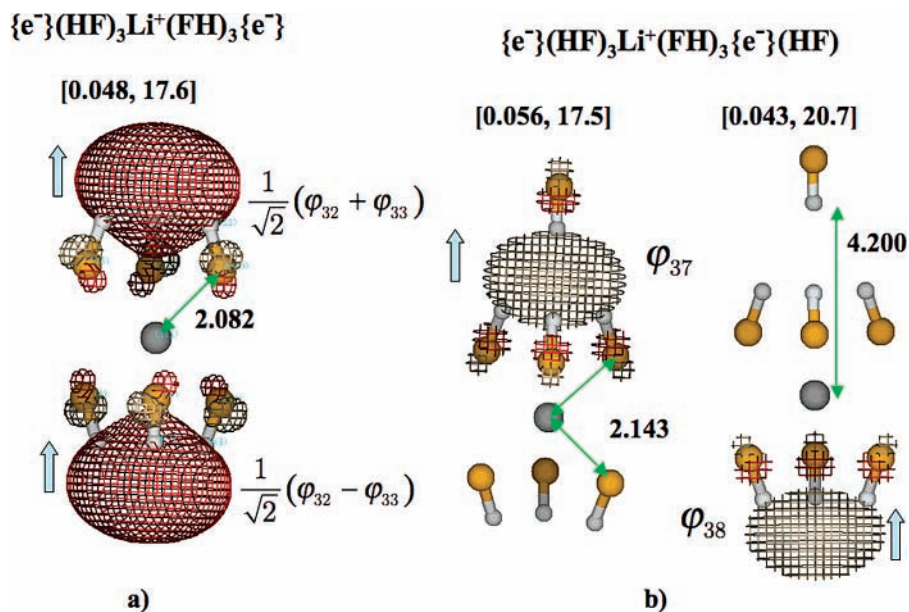 {e⁻}(HF)₃Li⁺(FH)₃{e⁻}
[0.048, 17.6]
1/√2 (φ₃₂ + φ₃₃)
2.082
1/√2 (φ₃₂ − φ₃₃)
a)
{e⁻}(HF)₃Li⁺(FH)₃{e⁻}(HF)
[0.056, 17.5] [0.043, 20.7]
4.200
φ₃₇
2.143
φ₃₈
b)